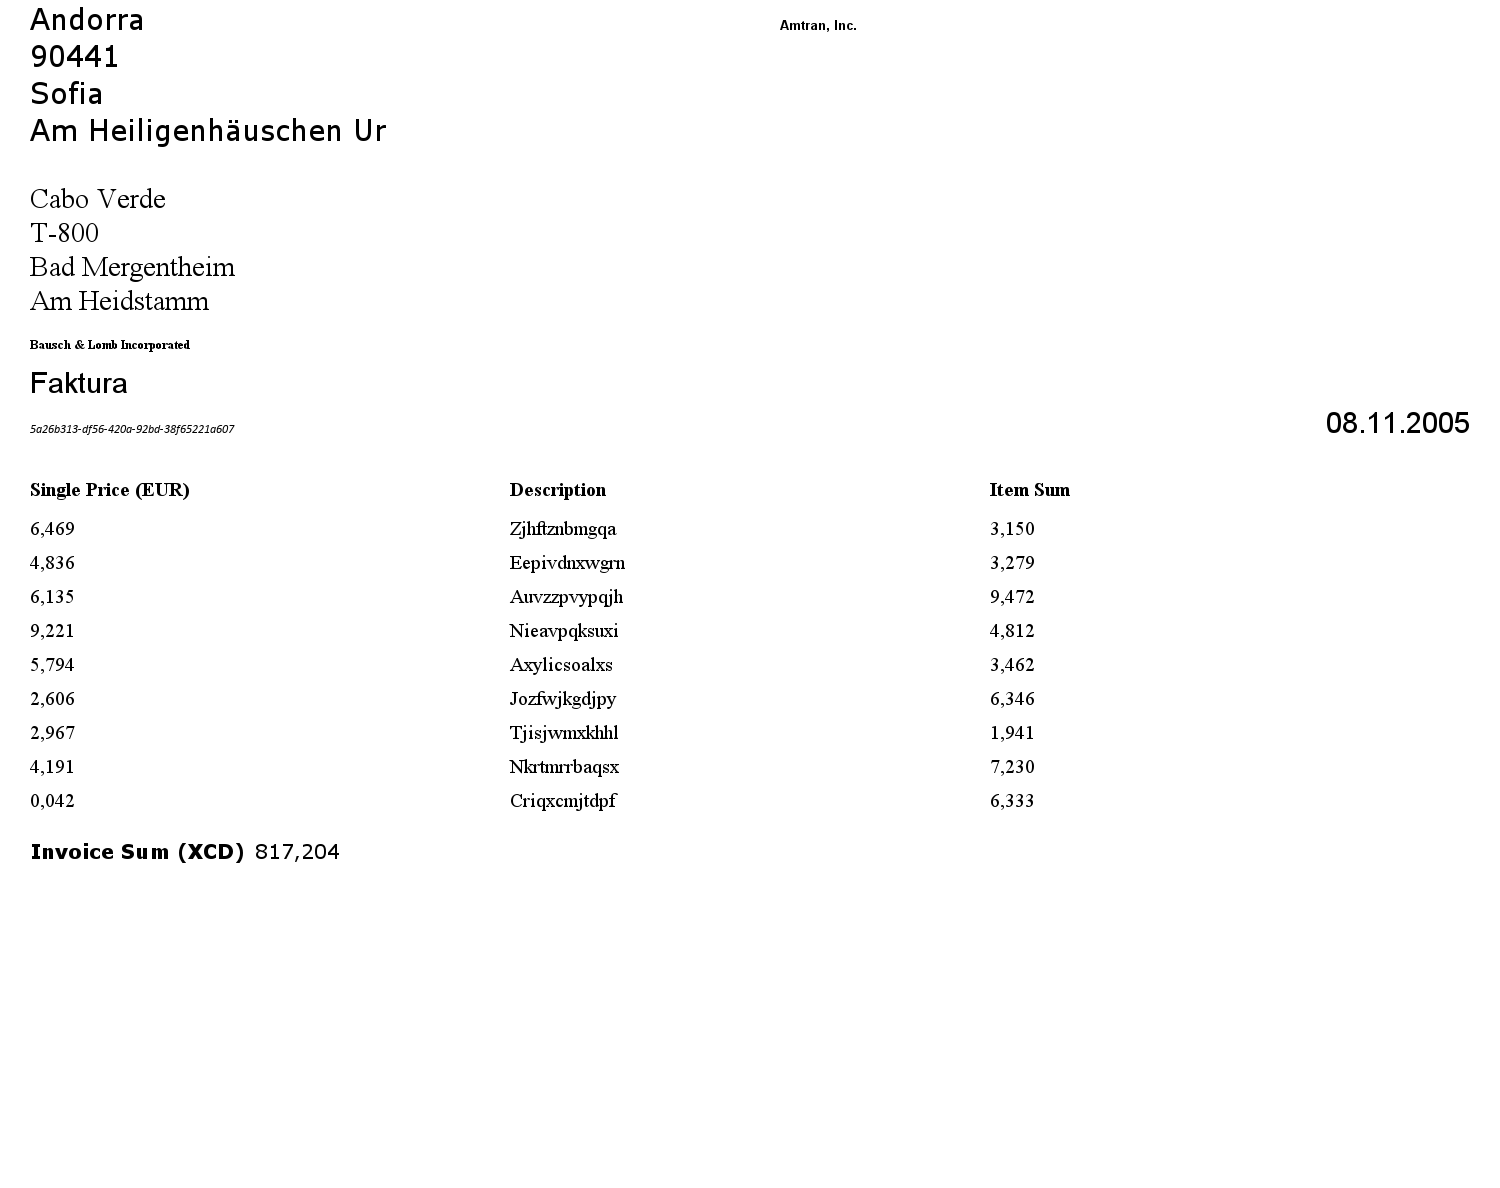 Andorra
Amtran, Inc.
90441
Sofia
Am Heiligenhäuschen Ur
Cabo Verde
T-800
Bad Mergentheim
Am Heidstamm
Bausch & Lomb Incorporated
Faktura
5a26b313-df56-420a-92bd-38f65221a607 08.11.2005
Single Price (EUR) Description Item Sum
6,469 Zjhftznbmgqa 3,150
4,836 Eepivdnxwgrn 3,279
6,135 Auvzzpvypqjh 9,472
9,221 Nieavpqksuxi 4,812
5,794 Axylicsoalxs 3,462
2,606 Jozfwjkgdjpy 6,346
2,967 Tjisjwmxkhhl 1,941
4,191 Nkrtmrrbaqsx 7,230
0,042 Criqxcmjtdpf 6,333
Invoice Sum (XCD) 817,204